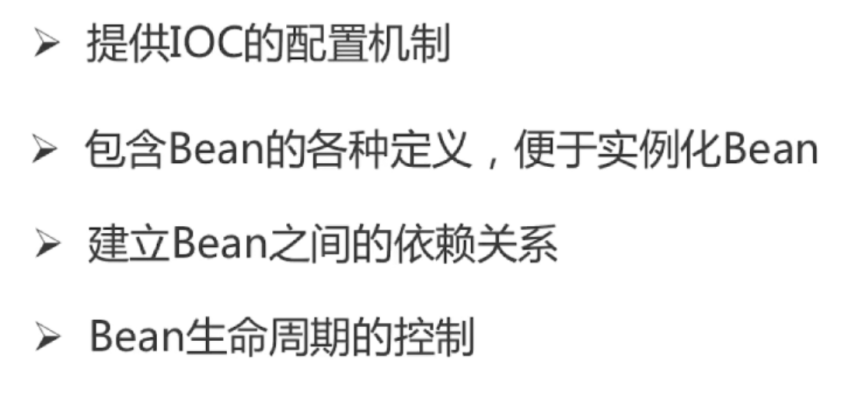 ➢ 提供IOC的配置机制
➢ 包含Bean的各种定义，便于实例化Bean
➢ 建立Bean之间的依赖关系
➢ Bean生命周期的控制